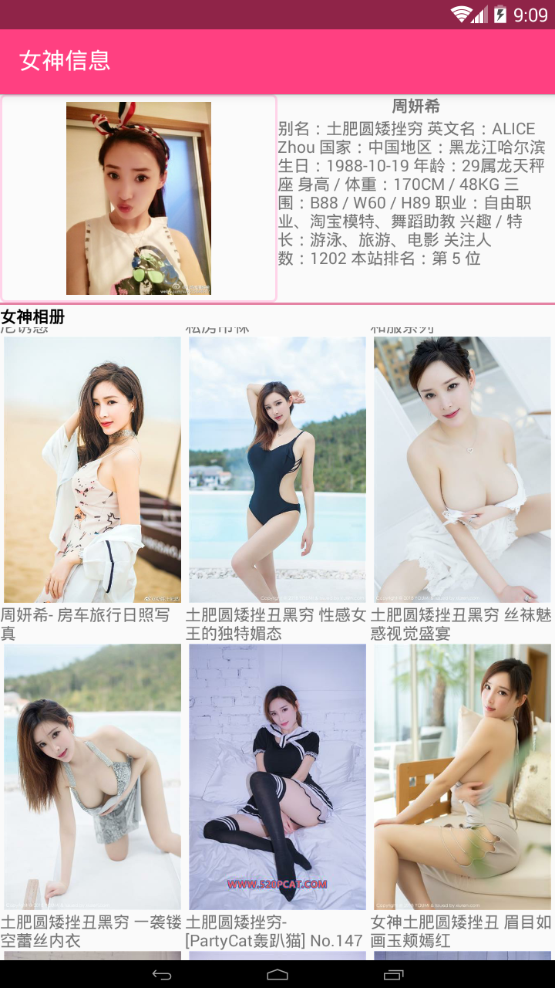 9:09
女神信息
周妍希
别名：土肥圆矮挫穷 英文名：ALICE
Zhou 国家：中国地区：黑龙江哈尔滨
生日：1988-10-19 年龄：29属龙天秤
座 身高 / 体重：170CM / 48KG 三
围：B88 / W60 / H89 职业：自由职
业、淘宝模特、舞蹈助教 兴趣 / 特
长：游泳、旅游、电影 关注人
数：1202 本站排名：第 5 位
女神相册
周妍希- 房车旅行日照写
真
土肥圆矮挫丑黑穷 性感女
王的独特媚态
土肥圆矮挫丑黑穷 丝袜魅
惑视觉盛宴
WWW.336PCAT.COM
土肥圆矮挫丑黑穷 一袭镂
空蕾丝内衣
土肥圆矮挫穷-
[PartyCat轰趴猫] No.147
女神土肥圆矮挫丑 眉目如
画玉颊嫣红